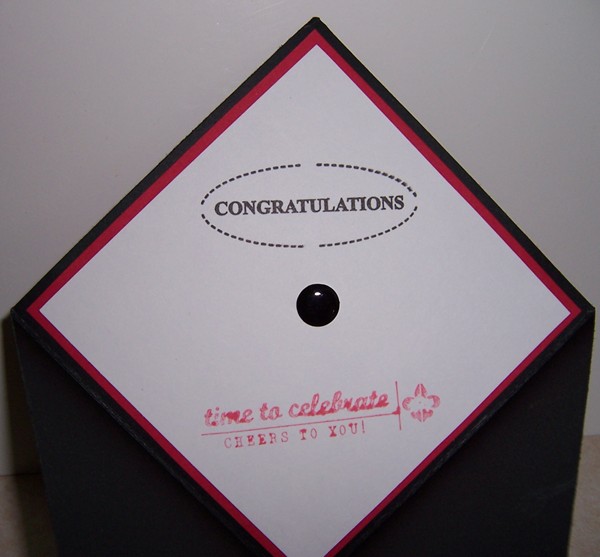 CONGRATULATIONS
time to celebrate
CHEERS TO YOU!